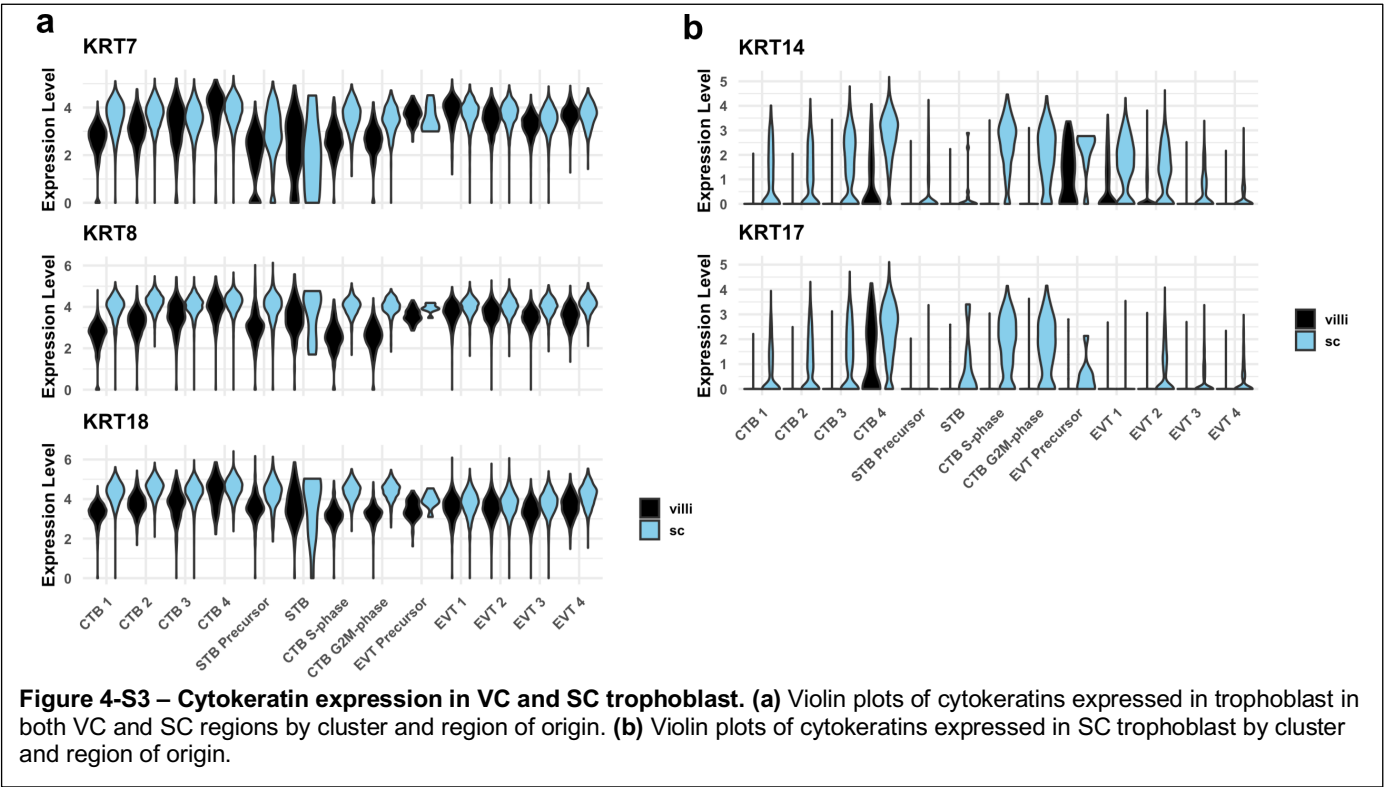 a
KRT7
Expression Level
4
2
0
KRT8
Expression Level
6
4
2
0
KRT18
Expression Level
6
4
2
0
CTB 1
CTB 2
CTB 3
CTB 4
STB Precursor
STB
CTB S-phase
CTB G2M-phase
EVT Precursor
EVT 1
EVT 2
EVT 3
EVT 4
villi
sc
b
KRT14
Expression Level
5
4
3
2
1
0
KRT17
Expression Level
5
4
3
2
1
0
CTB 1
CTB 2
CTB 3
CTB 4
STB Precursor
STB
CTB S-phase
CTB G2M-phase
EVT Precursor
EVT 1
EVT 2
EVT 3
EVT 4
villi
sc
Figure 4-S3 – Cytokeratin expression in VC and SC trophoblast. (a) Violin plots of cytokeratins expressed in trophoblast in
both VC and SC regions by cluster and region of origin. (b) Violin plots of cytokeratins expressed in SC trophoblast by cluster
and region of origin.